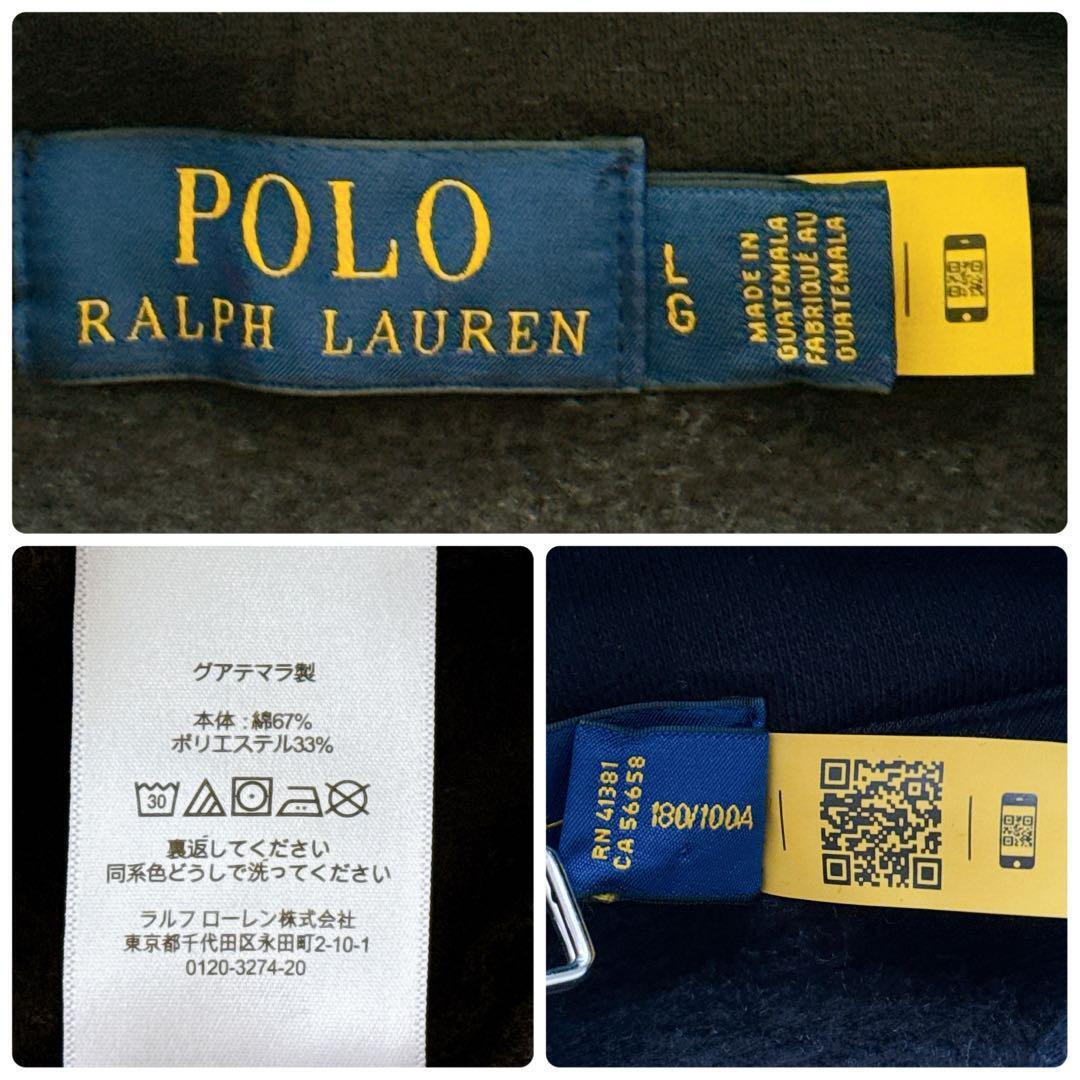 POLO
RALPH LAUREN
MADE IN
GUATEMALA
FABRIQUÉ AU
GUATEMALA
グアテマラ製
本体 : 綿67%
ポリエステル33%
30
裏返してください
同系色どうしで洗ってください
ラルフ ローレン株式会社
東京都千代田区永田町2-10-1
0120-3274-20
RN 41381
CA 56658
180/100A